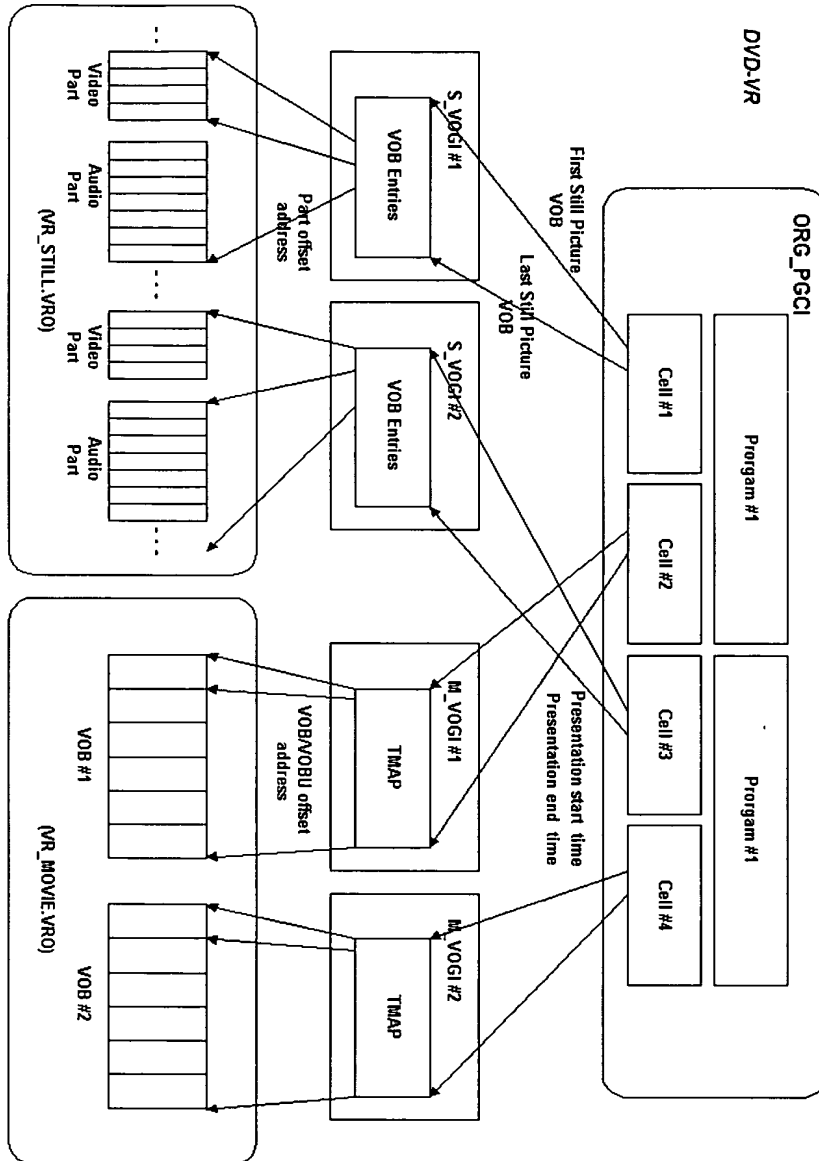 DVD-VR
ORG_PGCI
Prorgam #1
Prorgam #1
Cell #1
Cell #2
Cell #3
Cell #4
First Still Picture
VOB
Last Still Picture
VOB
Presentation start time
Presentation end time
S_VOGI #1
VOB Entries
S_VOGI #2
VOB Entries
M_VOGI #1
TMAP
M_VOGI #2
TMAP
Part offset
address
VOB/VOBU offset
address
...
Video
Part
Audio
Part
...
Video
Part
Audio
Part
...
VOB #1
VOB #2
(VR_STILL.VRO)
(VR_MOVIE.VRO)